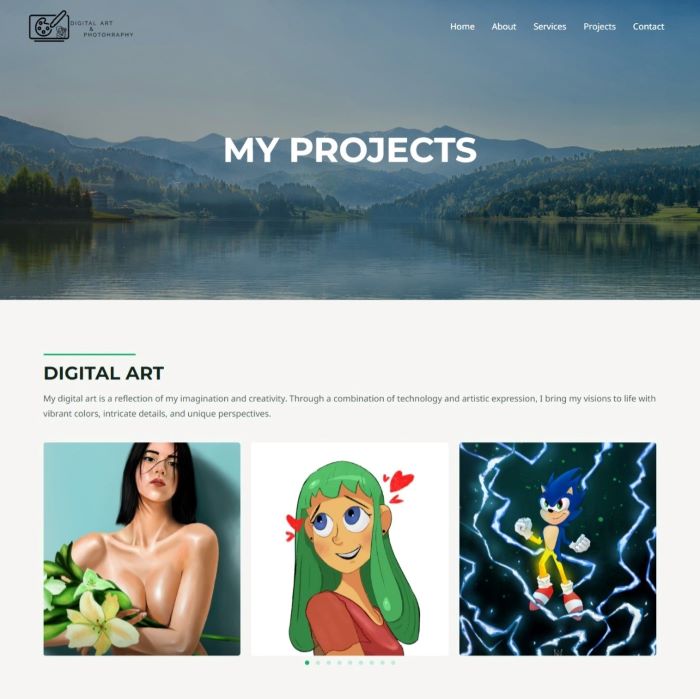 DIGITAL ART
&
PHOTOHRAPHY
Home About Services Projects Contact
MY PROJECTS
DIGITAL ART
My digital art is a reflection of my imagination and creativity. Through a combination of technology and artistic expression, I bring my visions to life with
vibrant colors, intricate details, and unique perspectives.